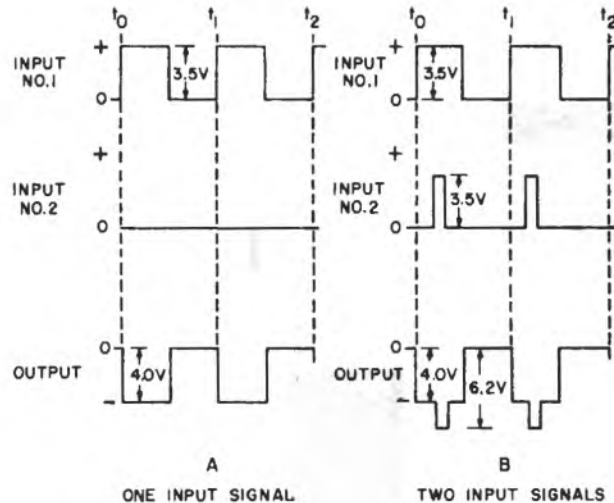 t0 t1 t2
INPUT NO.1
+
3.5V
0
INPUT NO.2
+
0
OUTPUT
0
4.0V
-
A
ONE INPUT SIGNAL
t0 t1 t2
INPUT NO.1
+
3.5V
0
INPUT NO.2
+
3.5V
0
OUTPUT
0
4.0V
6.2V
-
B
TWO INPUT SIGNALS